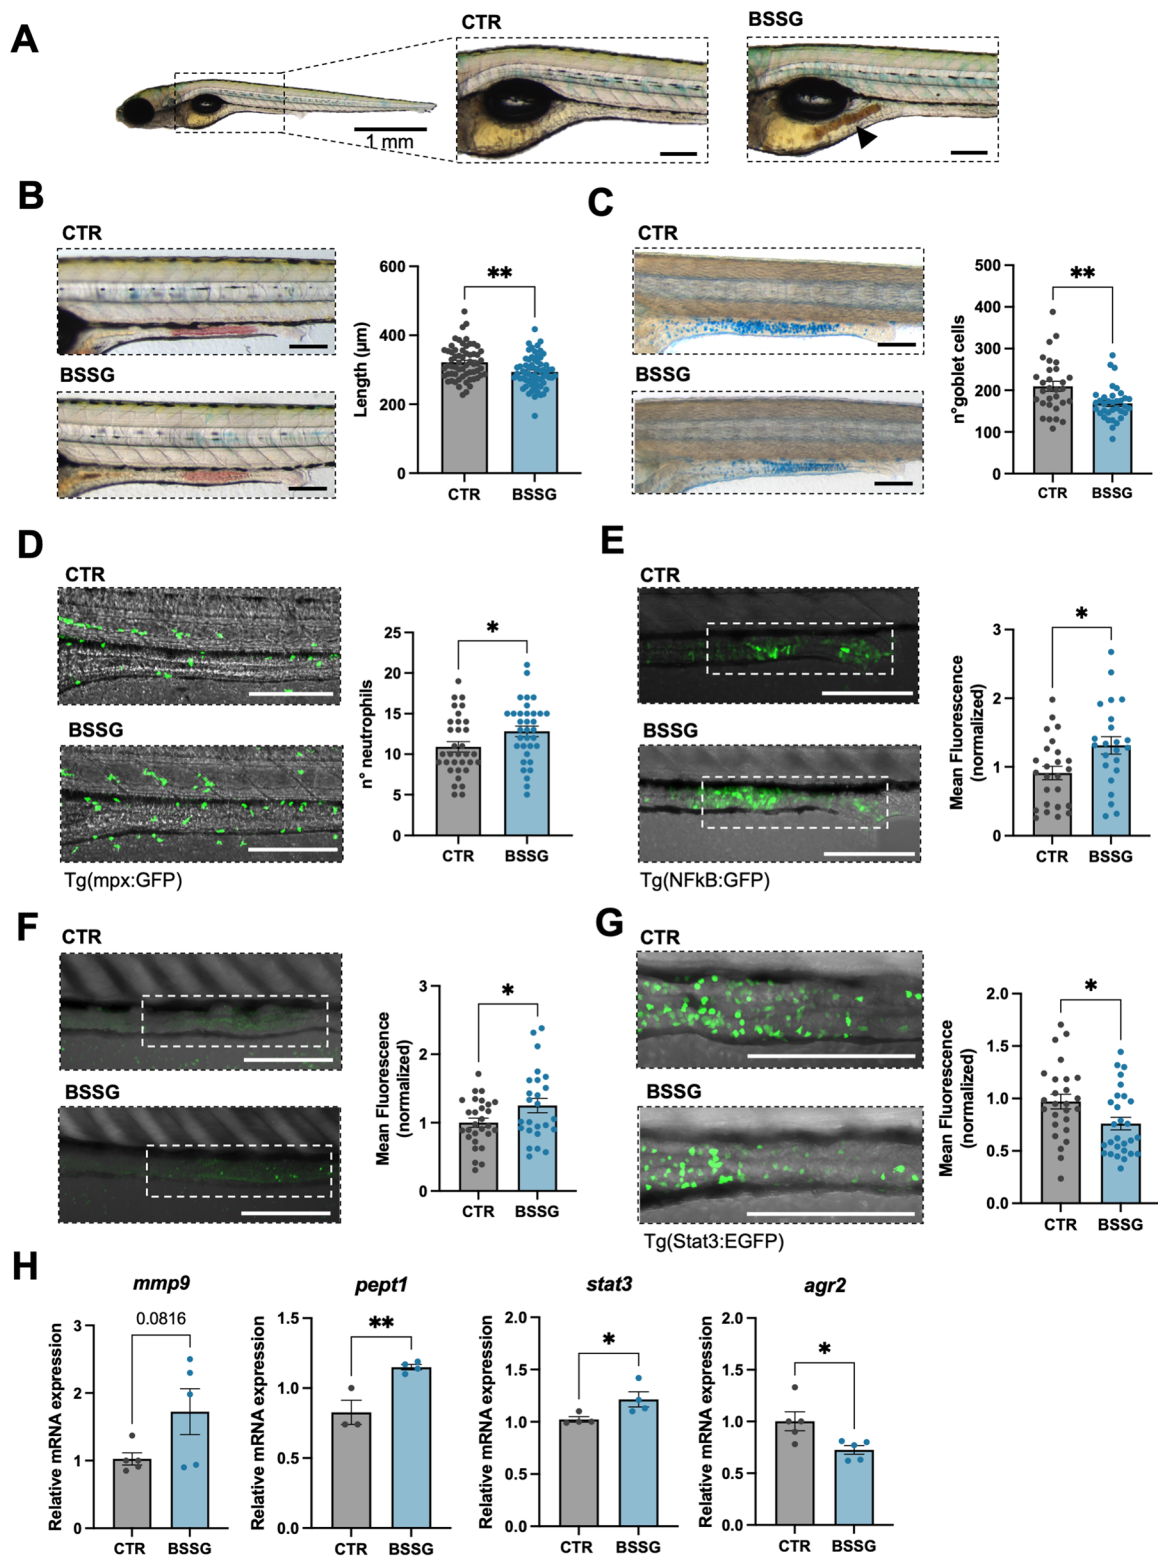 A
CTR
BSSG
1 mm
B
CTR
BSSG
Length (µm)
600
400
200
0
**
CTR
BSSG
C
CTR
BSSG
n°goblet cells
500
400
300
200
100
0
**
CTR
BSSG
D
CTR
BSSG
Tg(mpx:GFP)
n° neutrophils
25
20
15
10
5
0
*
CTR
BSSG
E
CTR
BSSG
Tg(NFkB:GFP)
Mean Fluorescence
(normalized)
3
2
1
0
*
CTR
BSSG
F
CTR
BSSG
Mean Fluorescence
(normalized)
3
2
1
0
*
CTR
BSSG
G
CTR
BSSG
Tg(Stat3:EGFP)
Mean Fluorescence
(normalized)
2.0
1.5
1.0
0.5
0.0
*
CTR
BSSG
H
mmp9
Relative mRNA expression
3
2
1
0
0.0816
CTR
BSSG
pept1
Relative mRNA expression
1.5
1.0
0.5
0.0
**
CTR
BSSG
stat3
Relative mRNA expression
2.0
1.5
1.0
0.5
0.0
*
CTR
BSSG
agr2
Relative mRNA expression
2.0
1.5
1.0
0.5
0.0
*
CTR
BSSG